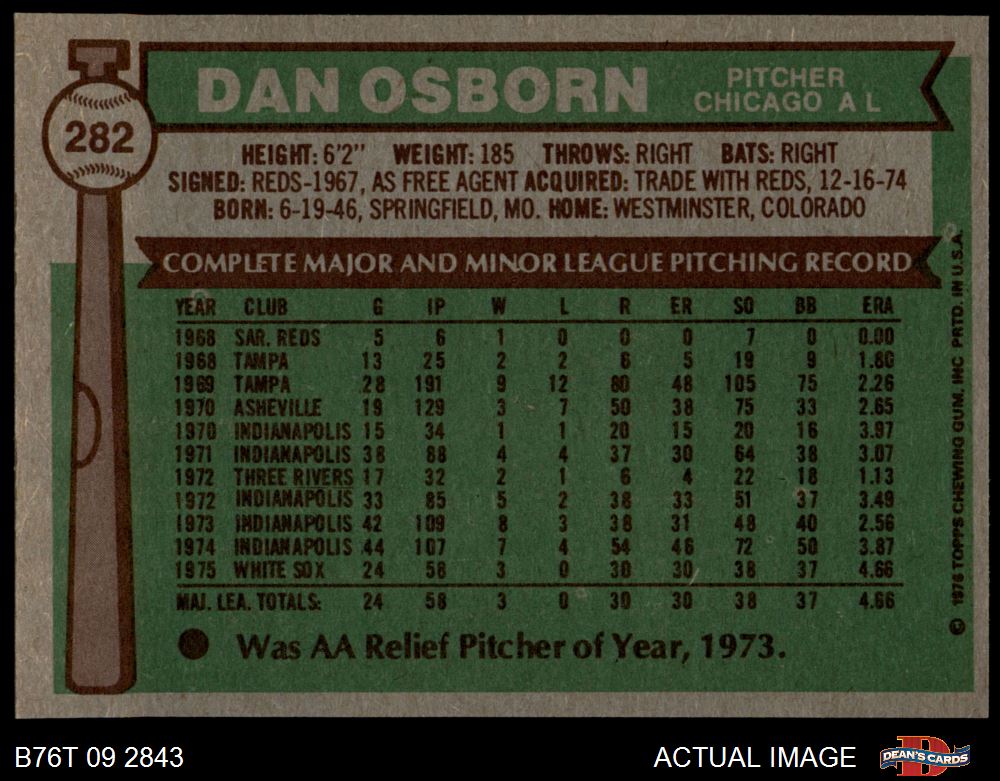 DAN OSBORN
PITCHER
CHICAGO A L
282
HEIGHT: 6'2" WEIGHT: 185 THROWS: RIGHT BATS: RIGHT
SIGNED: REDS-1967, AS FREE AGENT ACQUIRED: TRADE WITH REDS, 12-16-74
BORN: 6-19-46, SPRINGFIELD, MO. HOME: WESTMINSTER, COLORADO
COMPLETE MAJOR AND MINOR LEAGUE PITCHING RECORD
YEAR CLUB G IP W L R ER SO BB ERA
1968 SAR. REDS 5 6 1 0 0 0 7 0 0.00
1968 TAMPA 13 25 2 2 6 5 19 9 1.80
1969 TAMPA 28 191 9 12 80 48 105 75 2.26
1970 ASHEVILLE 19 129 3 7 50 38 75 33 2.65
1970 INDIANAPOLIS 15 34 1 1 20 15 20 16 3.97
1971 INDIANAPOLIS 38 88 4 4 37 30 64 38 3.07
1972 THREE RIVERS 17 32 2 1 6 4 22 18 1.13
1972 INDIANAPOLIS 33 85 5 2 38 33 51 37 3.49
1973 INDIANAPOLIS 42 109 8 3 38 31 48 40 2.56
1974 INDIANAPOLIS 44 107 7 4 54 46 72 50 3.87
1975 WHITE SOX 24 58 3 0 30 30 38 37 4.66
MAJ. LEA. TOTALS: 24 58 3 0 30 30 38 37 4.66
Was AA Relief Pitcher of Year, 1973.
© 1976 TOPPS CHEWING GUM, INC PRTD. IN U.S.A.
B76T 09 2843
ACTUAL IMAGE
DEAN'S CARDS